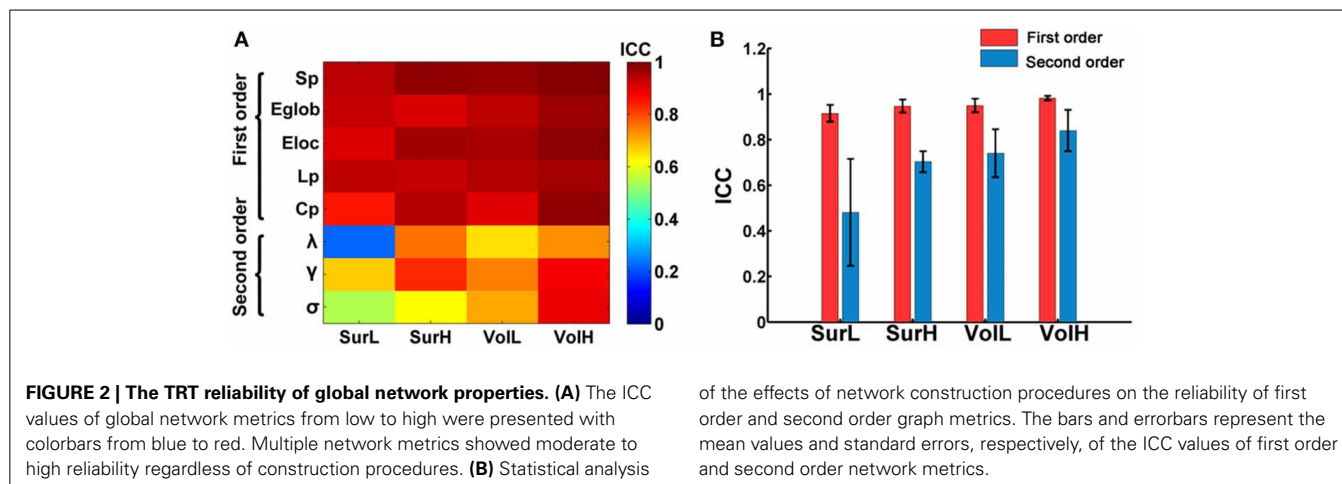 A
ICC
First order
Second order
Sp
Eglob
Eloc
Lp
Cp
λ
γ
σ
SurL SurH VolL VolH
1
0.8
0.6
0.4
0.2
0
B
First order
Second order
ICC
1.2
1
0.8
0.6
0.4
0.2
0
SurL SurH VolL VolH
FIGURE 2 | The TRT reliability of global network properties. (A) The ICC
values of global network metrics from low to high were presented with
colorbars from blue to red. Multiple network metrics showed moderate to
high reliability regardless of construction procedures. (B) Statistical analysis
of the effects of network construction procedures on the reliability of first
order and second order graph metrics. The bars and errorbars represent the
mean values and standard errors, respectively, of the ICC values of first order
and second order network metrics.